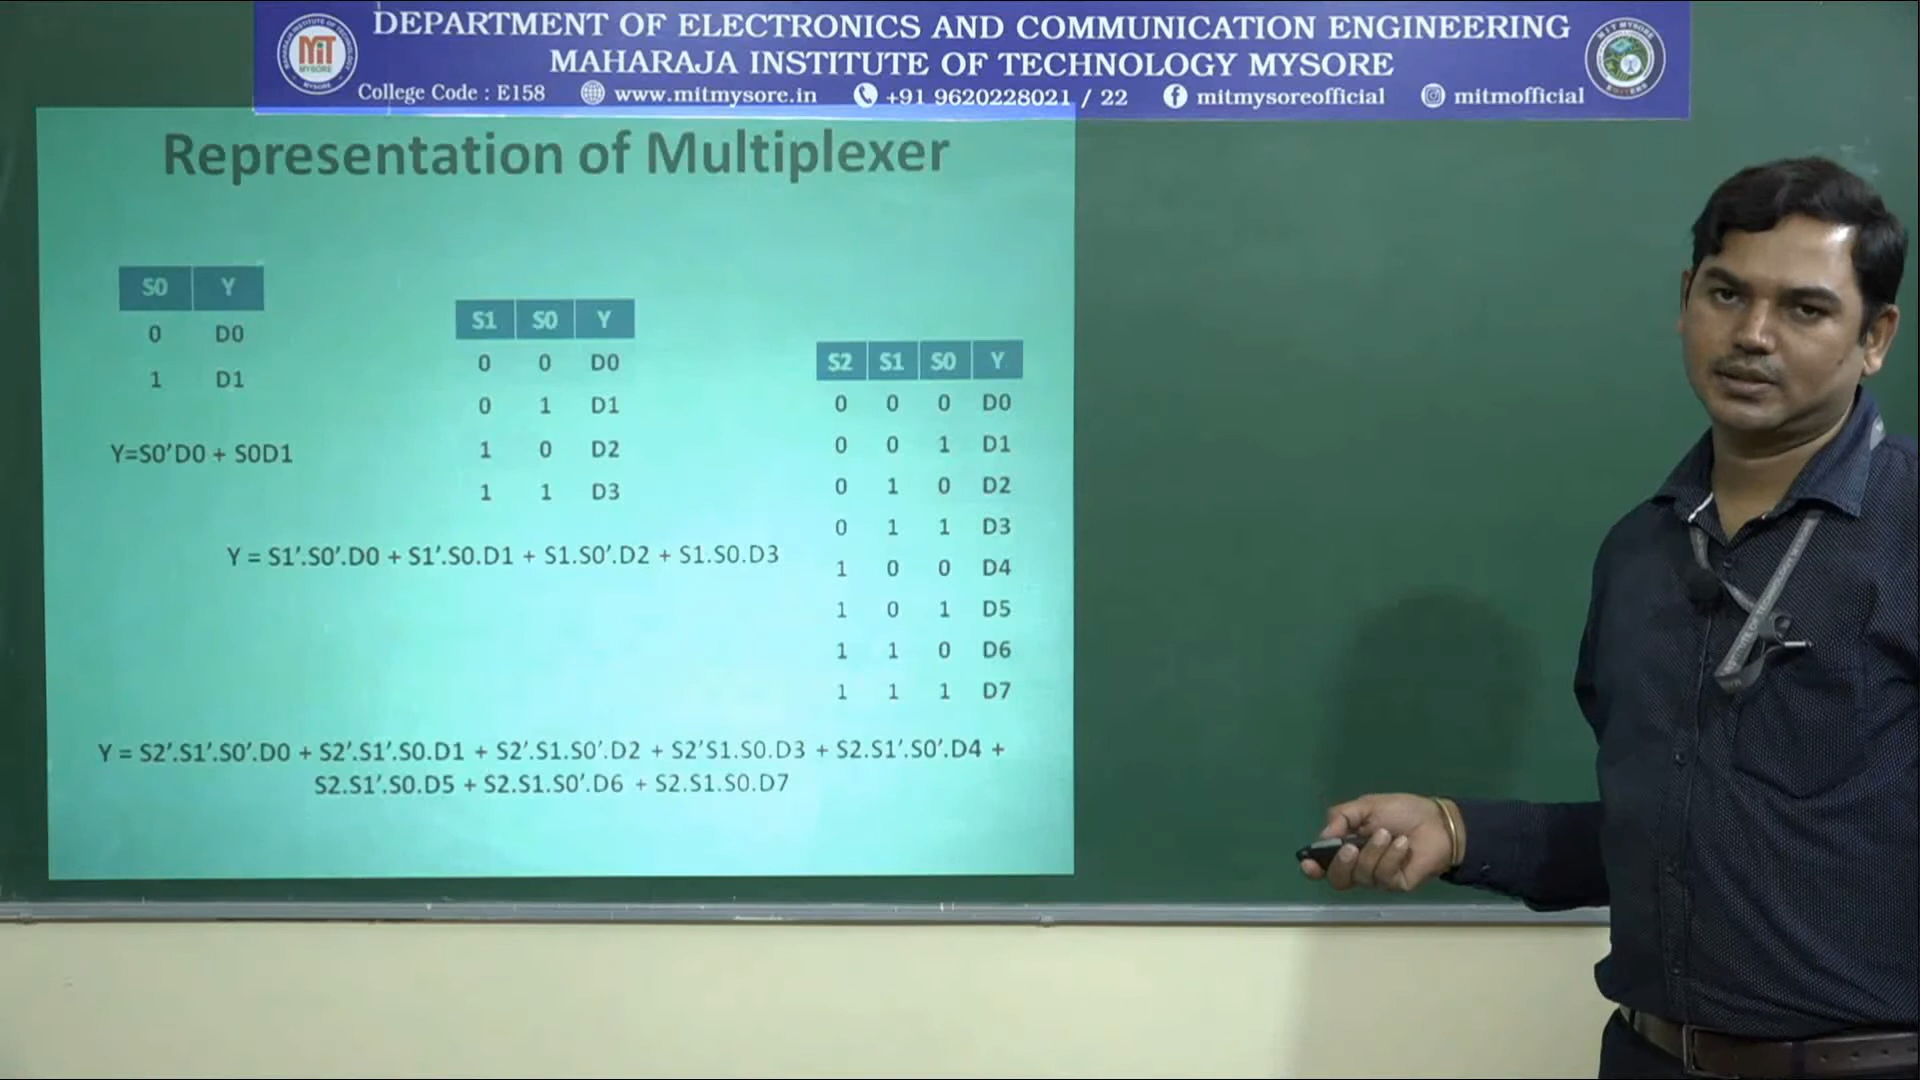 DEPARTMENT OF ELECTRONICS AND COMMUNICATION ENGINEERING
MAHARAJA INSTITUTE OF TECHNOLOGY MYSORE
College Code : E158 www.mitmysore.in +91 9620228021 / 22 mitmysoreofficial mitmofficial
MIT
MYSORE
Representation of Multiplexer
S0 Y
0 D0
1 D1
Y=S0'D0 + S0D1
S1 S0 Y
0 0 D0
0 1 D1
1 0 D2
1 1 D3
Y = S1'.S0'.D0 + S1'.S0.D1 + S1.S0'.D2 + S1.S0.D3
S2 S1 S0 Y
0 0 0 D0
0 0 1 D1
0 1 0 D2
0 1 1 D3
1 0 0 D4
1 0 1 D5
1 1 0 D6
1 1 1 D7
Y = S2'.S1'.S0'.D0 + S2'.S1'.S0.D1 + S2'.S1.S0'.D2 + S2'S1.S0.D3 + S2.S1'.S0'.D4 +
S2.S1'.S0.D5 + S2.S1.S0'.D6 + S2.S1.S0.D7